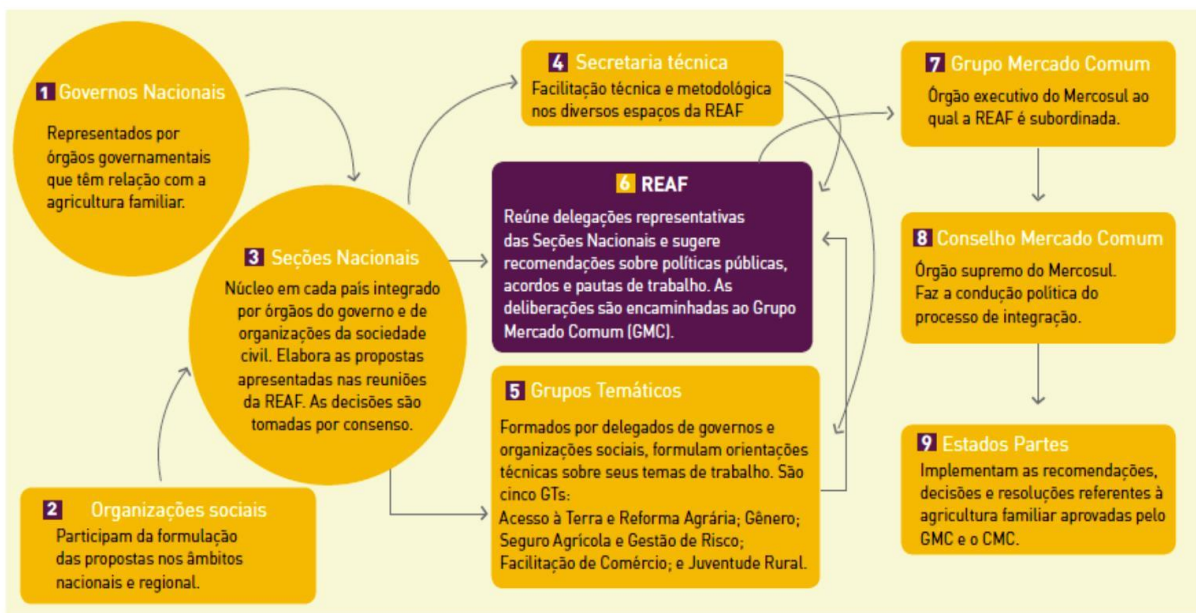 1 Governos Nacionais
Representados por
órgãos governamentais
que têm relação com a
agricultura familiar.
2 Organizações sociais
Participam da formulação
das propostas nos âmbitos
nacionais e regional.
3 Seções Nacionais
Núcleo em cada país integrado
por órgãos do governo e de
organizações da sociedade
civil. Elabora as propostas
apresentadas nas reuniões
da REAF. As decisões são
tomadas por consenso.
4 Secretaria técnica
Facilitação técnica e metodológica
nos diversos espaços da REAF
5 Grupos Temáticos
Formados por delegados de governos e
organizações sociais, formulam orientações
técnicas sobre seus temas de trabalho. São
cinco GTs:
Acesso à Terra e Reforma Agrária; Gênero;
Seguro Agrícola e Gestão de Risco;
Facilitação de Comércio; e Juventude Rural.
6 REAF
Reúne delegações representativas
das Seções Nacionais e sugere
recomendações sobre políticas públicas,
acordos e pautas de trabalho. As
deliberações são encaminhadas ao Grupo
Mercado Comum (GMC).
7 Grupo Mercado Comum
Órgão executivo do Mercosul ao
qual a REAF é subordinada.
8 Conselho Mercado Comum
Órgão supremo do Mercosul.
Faz a condução política do
processo de integração.
9 Estados Partes
Implementam as recomendações,
decisões e resoluções referentes à
agricultura familiar aprovadas pelo
GMC e o CMC.